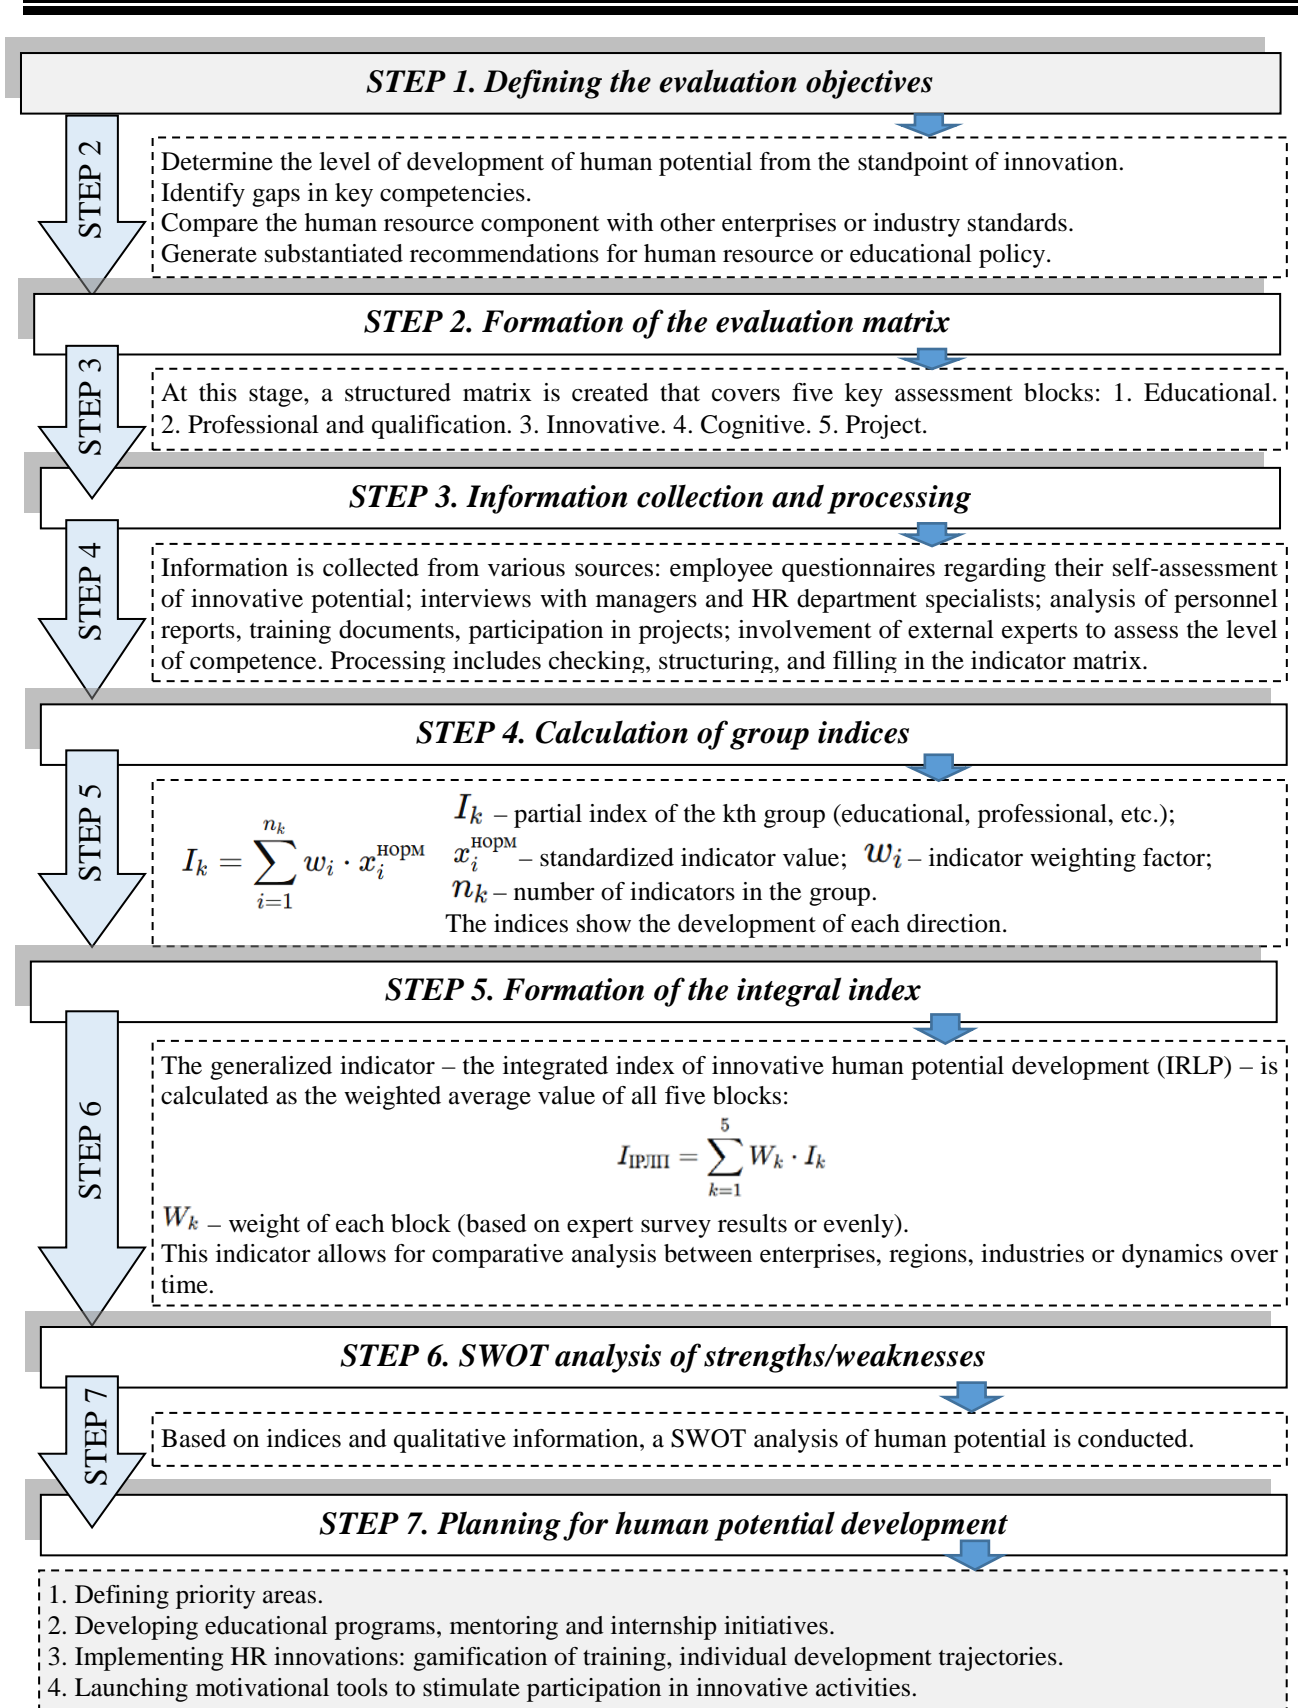 STEP 1. Defining the evaluation objectives
STEP 2
Determine the level of development of human potential from the standpoint of innovation.
Identify gaps in key competencies.
Compare the human resource component with other enterprises or industry standards.
Generate substantiated recommendations for human resource or educational policy.
STEP 2. Formation of the evaluation matrix
STEP 3
At this stage, a structured matrix is created that covers five key assessment blocks: 1. Educational.
2. Professional and qualification. 3. Innovative. 4. Cognitive. 5. Project.
STEP 3. Information collection and processing
STEP 4
Information is collected from various sources: employee questionnaires regarding their self-assessment
of innovative potential; interviews with managers and HR department specialists; analysis of personnel
reports, training documents, participation in projects; involvement of external experts to assess the level
of competence. Processing includes checking, structuring, and filling in the indicator matrix.
STEP 4. Calculation of group indices
STEP 5
I_k = \sum_{i=1}^{n_k} w_i · x_i^{норм}
I_k – partial index of the kth group (educational, professional, etc.);
x_i^{норм} – standardized indicator value; w_i – indicator weighting factor;
n_k – number of indicators in the group.
The indices show the development of each direction.
STEP 5. Formation of the integral index
STEP 6
The generalized indicator – the integrated index of innovative human potential development (IRLP) – is
calculated as the weighted average value of all five blocks:
I_{ІРЛП} = \sum_{k=1}^{5} W_k · I_k
W_k – weight of each block (based on expert survey results or evenly).
This indicator allows for comparative analysis between enterprises, regions, industries or dynamics over
time.
STEP 6. SWOT analysis of strengths/weaknesses
STEP 7
Based on indices and qualitative information, a SWOT analysis of human potential is conducted.
STEP 7. Planning for human potential development
1. Defining priority areas.
2. Developing educational programs, mentoring and internship initiatives.
3. Implementing HR innovations: gamification of training, individual development trajectories.
4. Launching motivational tools to stimulate participation in innovative activities.